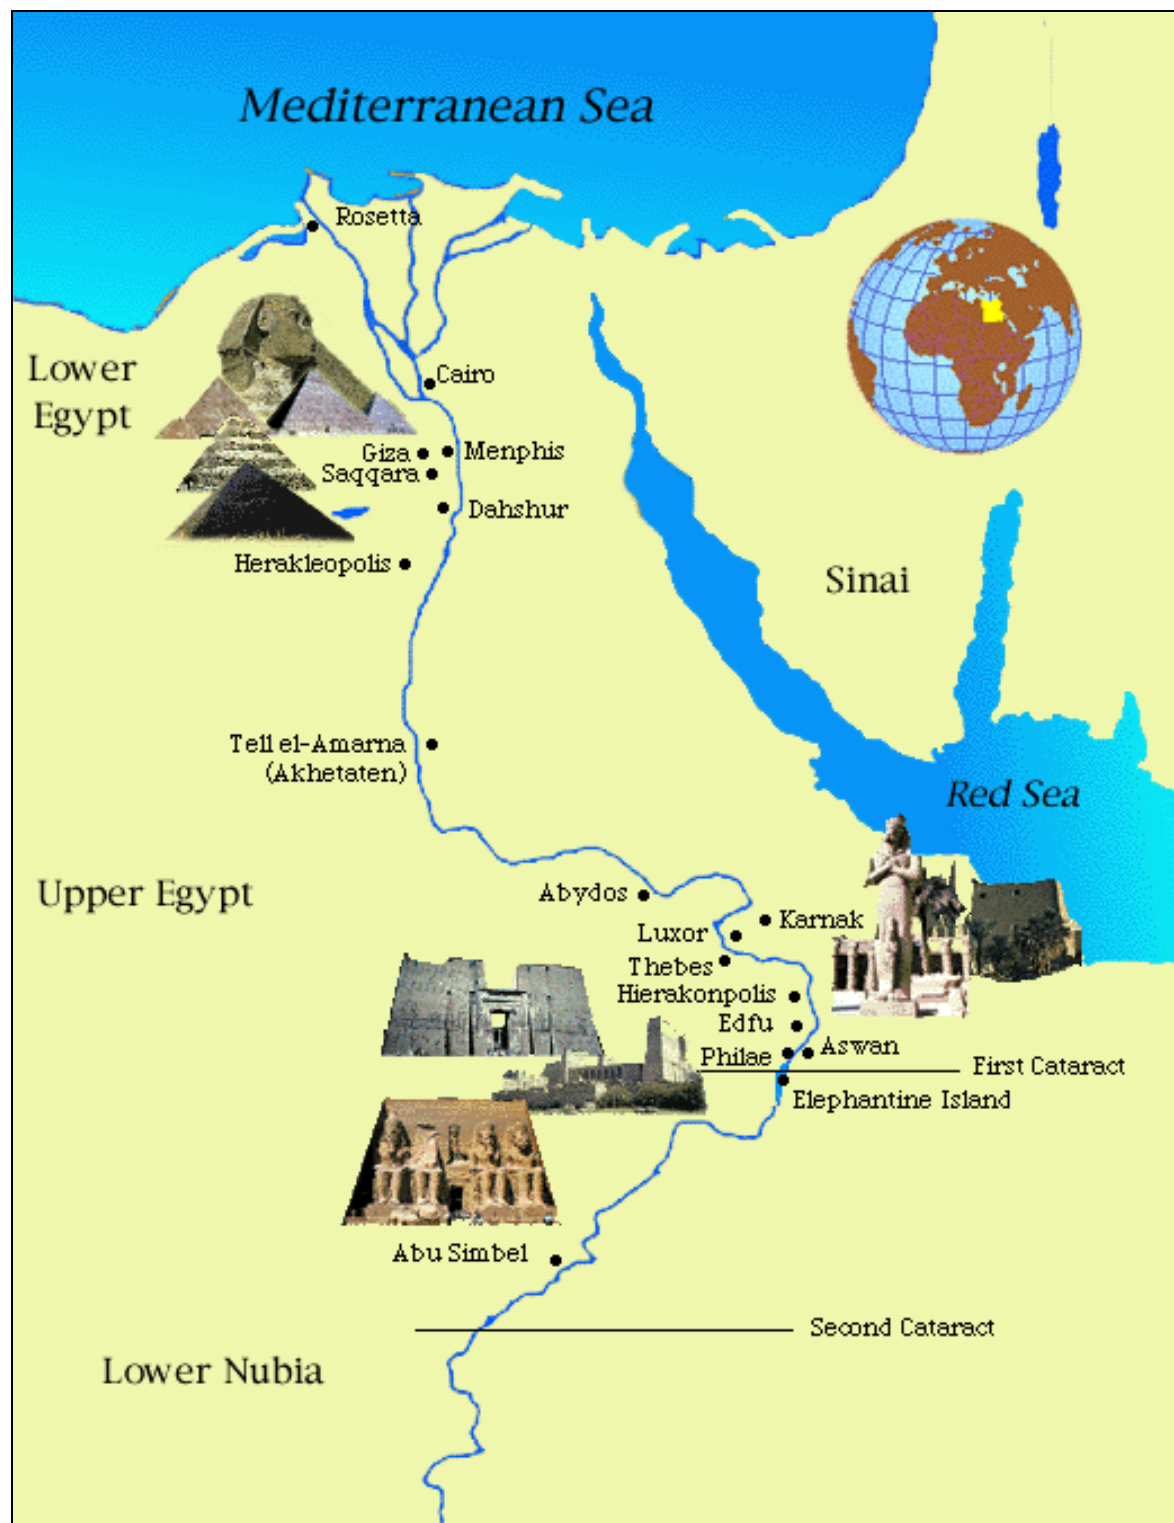 Mediterranean Sea
Rosetta
Lower
Egypt
Cairo
Giza
Menphis
Saqqara
Dahshur
Herakleopolis
Sinai
Tell el-Amarna
(Akhetaten)
Red Sea
Upper Egypt
Abydos
Karnak
Luxor
Thebes
Hierakonpolis
Edfu
Philae
Aswan
First Cataract
Elephantine Island
Abu Simbel
Second Cataract
Lower Nubia